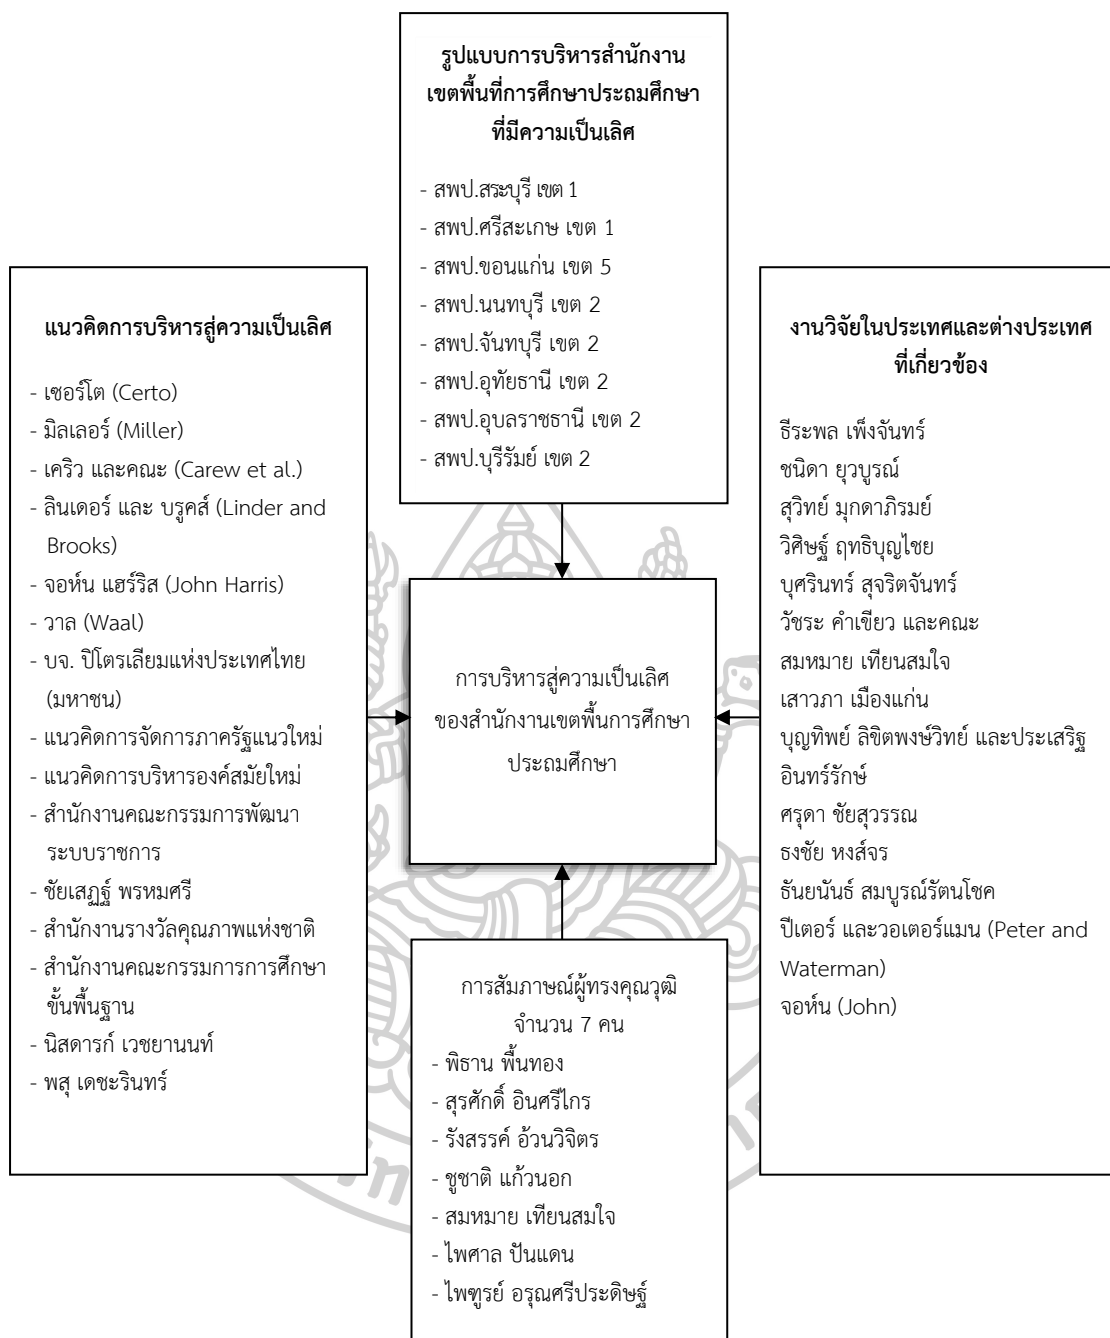 รูปแบบการบริหารสำนักงาน
เขตพื้นที่การศึกษาประถมศึกษา
ที่มีความเป็นเลิศ
- สพป.สระบุรี เขต 1
- สพป.ศรีสะเกษ เขต 1
- สพป.ขอนแก่น เขต 5
- สพป.นนทบุรี เขต 2
- สพป.จันทบุรี เขต 2
- สพป.อุทัยธานี เขต 2
- สพป.อุบลราชธานี เขต 2
- สพป.บุรีรัมย์ เขต 2
แนวคิดการบริหารสู่ความเป็นเลิศ
- เซอร์โต (Certo)
- มิลเลอร์ (Miller)
- เคริว และคณะ (Carew et al.)
- ลินเดอร์ และ บรูคส์ (Linder and
Brooks)
- จอห์น แฮร์ริส (John Harris)
- วาล (Waal)
- บจ. ปิโตรเลียมแห่งประเทศไทย
(มหาชน)
- แนวคิดการจัดการภาครัฐแนวใหม่
- แนวคิดการบริหารองค์สมัยใหม่
- สำนักงานคณะกรรมการพัฒนา
ระบบราชการ
- ชัยเสฏฐ์ พรหมศรี
- สำนักงานรางวัลคุณภาพแห่งชาติ
- สำนักงานคณะกรรมการการศึกษา
ขั้นพื้นฐาน
- นิสดารก์ เวชยานนท์
- พสุ เดชะรินทร์
การบริหารสู่ความเป็นเลิศ
ของสำนักงานเขตพื้นการศึกษา
ประถมศึกษา
งานวิจัยในประเทศและต่างประเทศ
ที่เกี่ยวข้อง
ธีระพล เพ็งจันทร์
ชนิดา ยุวบูรณ์
สุวิทย์ มุกดาภิรมย์
วิศิษฐ์ ฤทธิบุญไชย
บุศรินทร์ สุจริตจันทร์
วัชระ คำเขียว และคณะ
สมหมาย เทียนสมใจ
เสาวภา เมืองแก่น
บุญทิพย์ ลิขิตพงษ์วิทย์ และประเสริฐ
อินทร์รักษ์
ศรุดา ชัยสุวรรณ
ธงชัย หงส์จร
ธันยนันธ์ สมบูรณ์รัตนโชค
ปีเตอร์ และวอเตอร์แมน (Peter and
Waterman)
จอห์น (John)
การสัมภาษณ์ผู้ทรงคุณวุฒิ
จำนวน 7 คน
- พิธาน พื้นทอง
- สุรศักดิ์ อินศรีไกร
- รังสรรค์ อ้วนวิจิตร
- ชูชาติ แก้วนอก
- สมหมาย เทียนสมใจ
- ไพศาล ปันแดน
- ไพฑูรย์ อรุณศรีประดิษฐ์